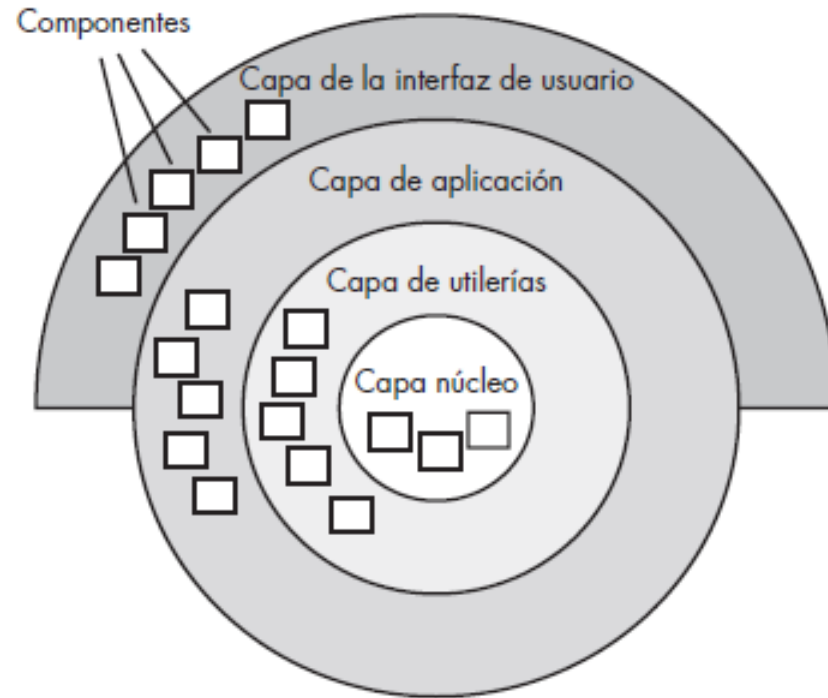 Componentes
Capa de la interfaz de usuario
Capa de aplicación
Capa de utilerías
Capa núcleo